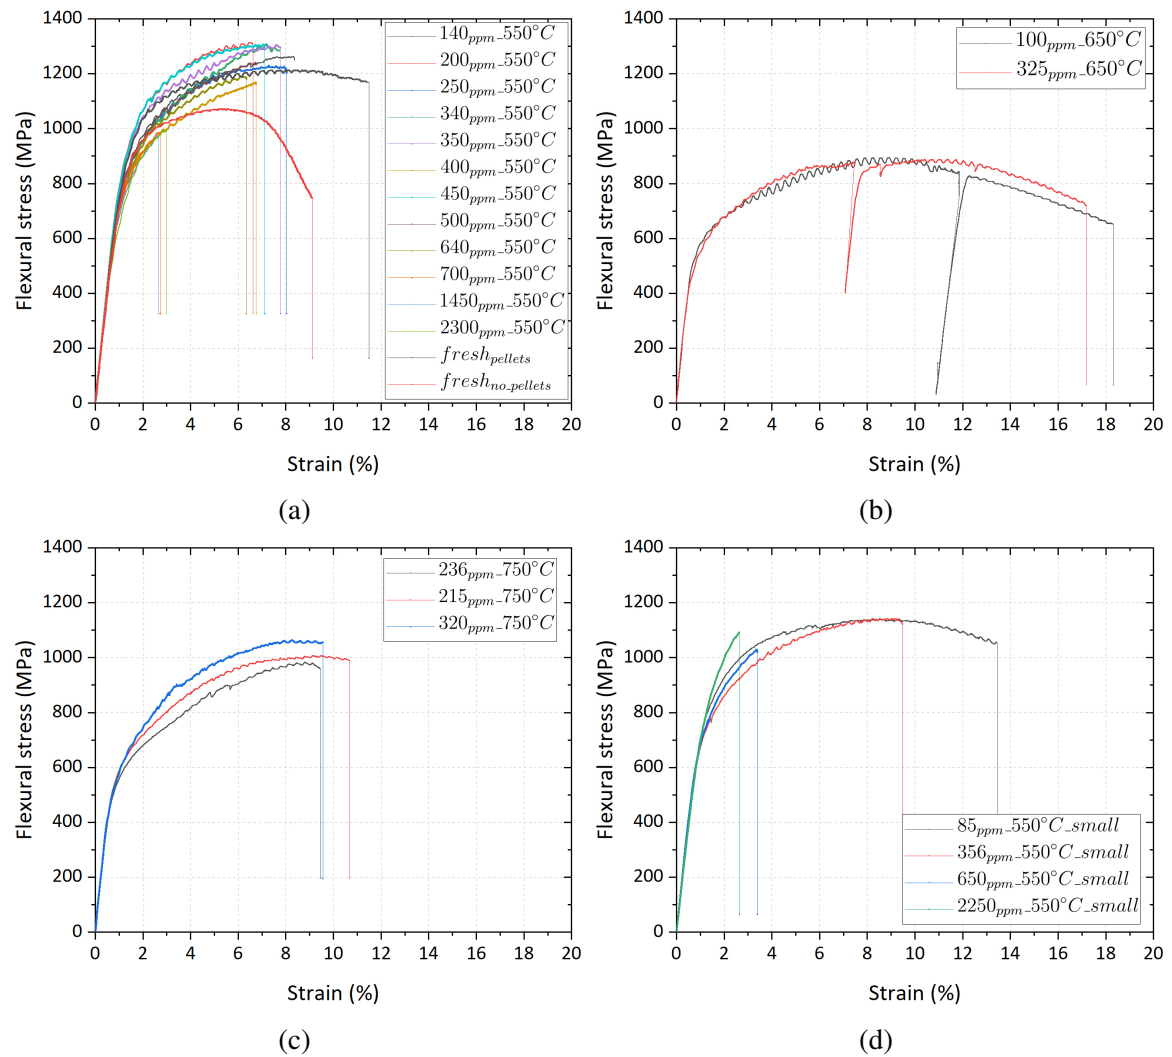 1400
1200
1000
800
600
400
200
0
Flexural stress (MPa)
140ppm_550°C
200ppm_550°C
250ppm_550°C
340ppm_550°C
350ppm_550°C
400ppm_550°C
450ppm_550°C
500ppm_550°C
640ppm_550°C
700ppm_550°C
1450ppm_550°C
2300ppm_550°C
fresh pellets
fresh no_pellets
0 2 4 6 8 10 12 14 16 18 20
Strain (%)
(a)
1400
1200
1000
800
600
400
200
0
Flexural stress (MPa)
100ppm_650°C
325ppm_650°C
0 2 4 6 8 10 12 14 16 18 20
Strain (%)
(b)
1400
1200
1000
800
600
400
200
0
Flexural stress (MPa)
236ppm_750°C
215ppm_750°C
320ppm_750°C
0 2 4 6 8 10 12 14 16 18 20
Strain (%)
(c)
1400
1200
1000
800
600
400
200
0
Flexural stress (MPa)
85ppm_550°C_small
356ppm_550°C_small
650ppm_550°C_small
2250ppm_550°C_small
0 2 4 6 8 10 12 14 16 18 20
Strain (%)
(d)